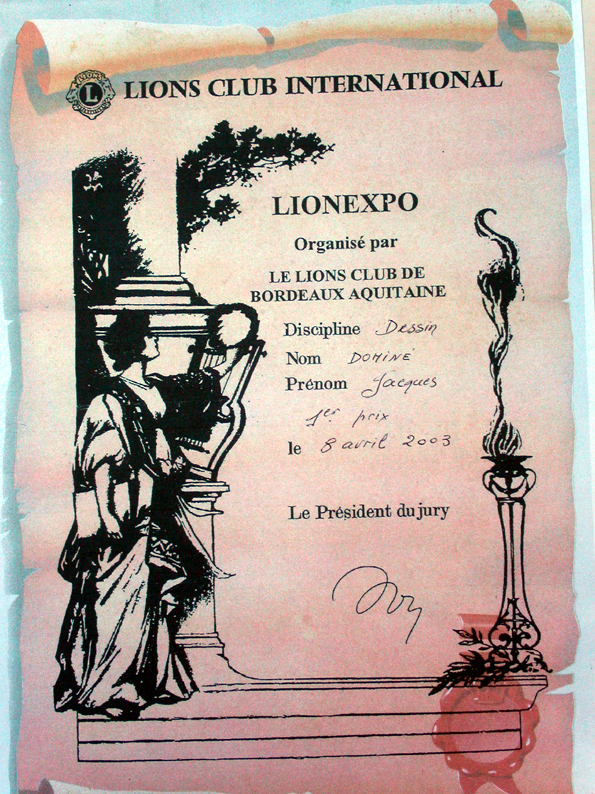 LIONS CLUB INTERNATIONAL
L
LIONEXPO
Organisé par
LE LIONS CLUB DE
BORDEAUX AQUITAINE
Discipline Dessin
Nom DOMINÉ
Prénom Jacques
1er prix
le 8 avril 2003
Le Président du jury